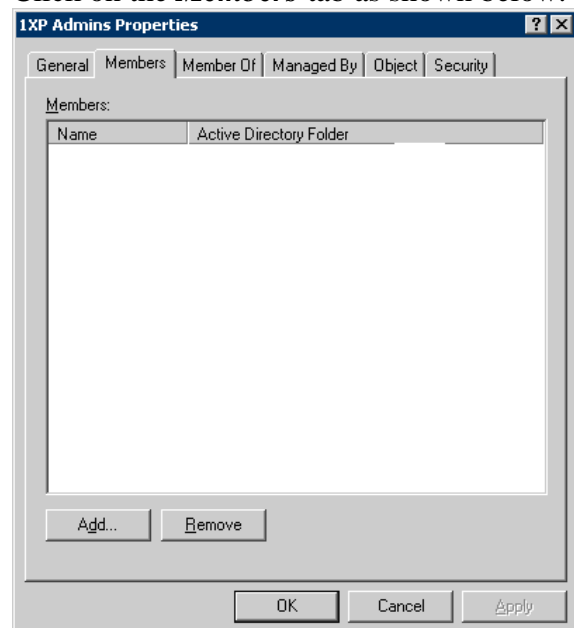 Click on the Members tab as shown below.
1XP Admins Properties
General Members Member Of Managed By Object Security
Members:
Name Active Directory Folder
Add... Remove
OK Cancel Apply